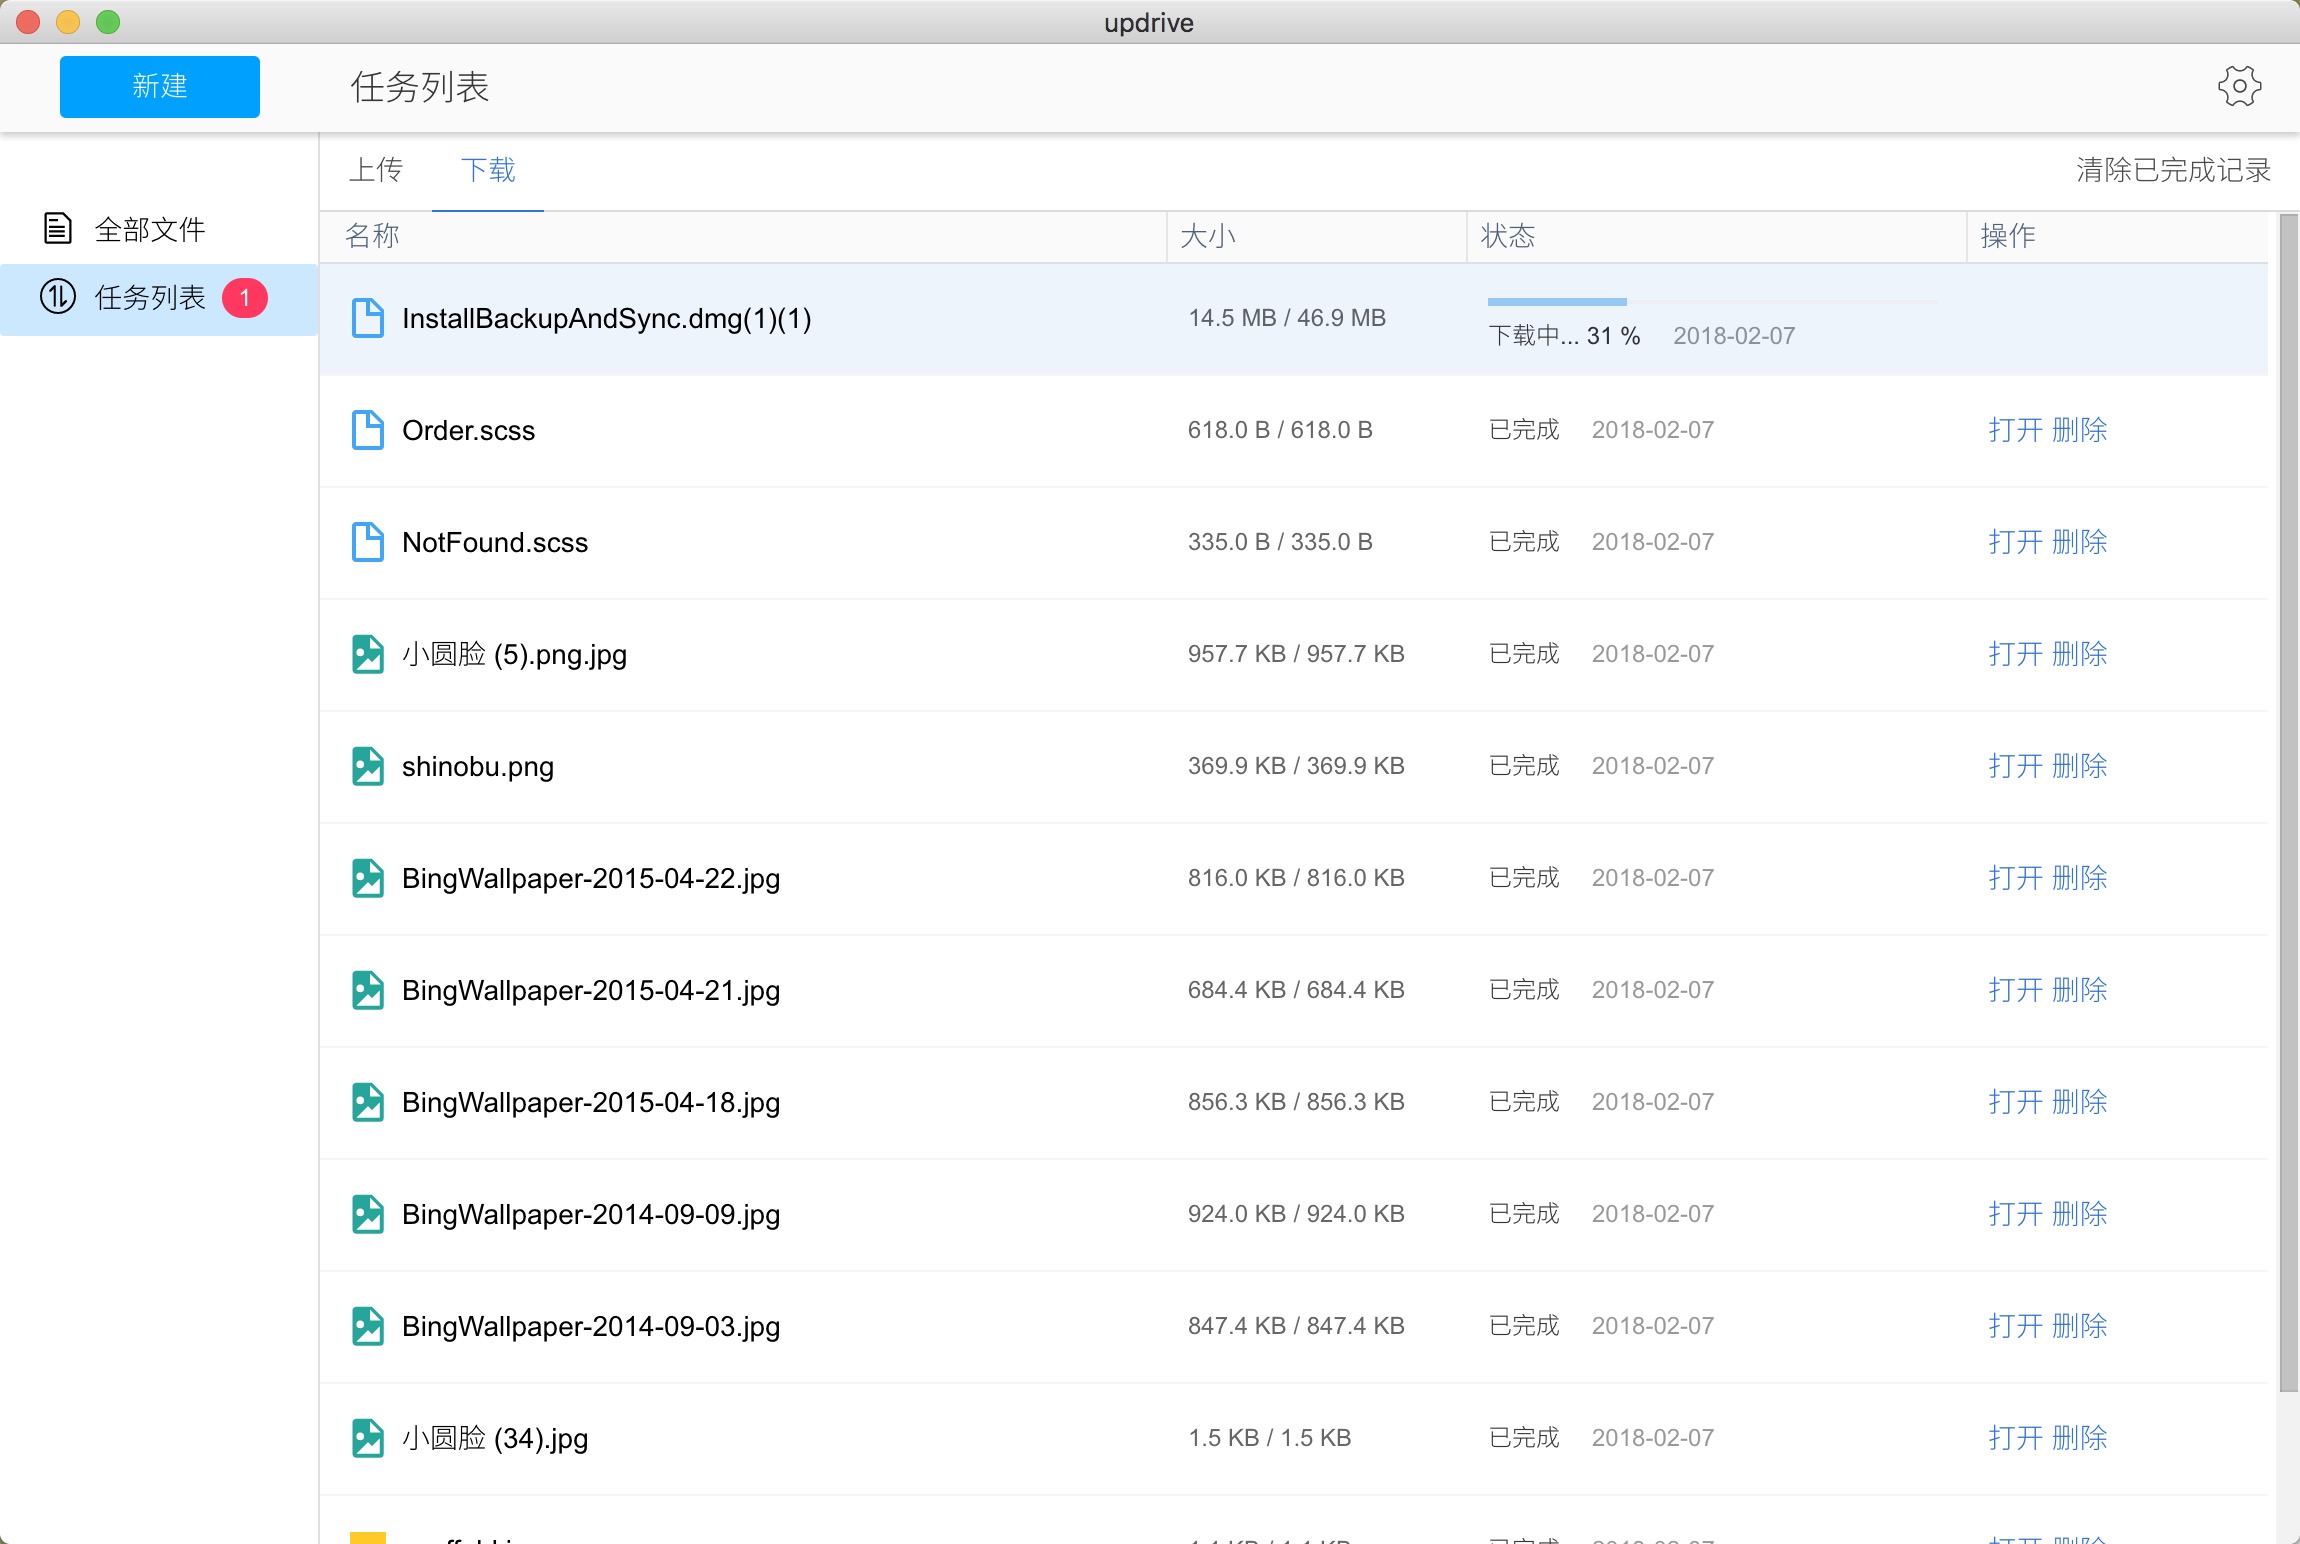 updrive
新建
任务列表
上传 下载 清除已完成记录
全部文件
任务列表 1
名称 大小 状态 操作
InstallBackupAndSync.dmg(1)(1) 14.5 MB / 46.9 MB 下载中... 31 % 2018-02-07
Order.scss 618.0 B / 618.0 B 已完成 2018-02-07 打开 删除
NotFound.scss 335.0 B / 335.0 B 已完成 2018-02-07 打开 删除
小圆脸 (5).png.jpg 957.7 KB / 957.7 KB 已完成 2018-02-07 打开 删除
shinobu.png 369.9 KB / 369.9 KB 已完成 2018-02-07 打开 删除
BingWallpaper-2015-04-22.jpg 816.0 KB / 816.0 KB 已完成 2018-02-07 打开 删除
BingWallpaper-2015-04-21.jpg 684.4 KB / 684.4 KB 已完成 2018-02-07 打开 删除
BingWallpaper-2015-04-18.jpg 856.3 KB / 856.3 KB 已完成 2018-02-07 打开 删除
BingWallpaper-2014-09-09.jpg 924.0 KB / 924.0 KB 已完成 2018-02-07 打开 删除
BingWallpaper-2014-09-03.jpg 847.4 KB / 847.4 KB 已完成 2018-02-07 打开 删除
小圆脸 (34).jpg 1.5 KB / 1.5 KB 已完成 2018-02-07 打开 删除